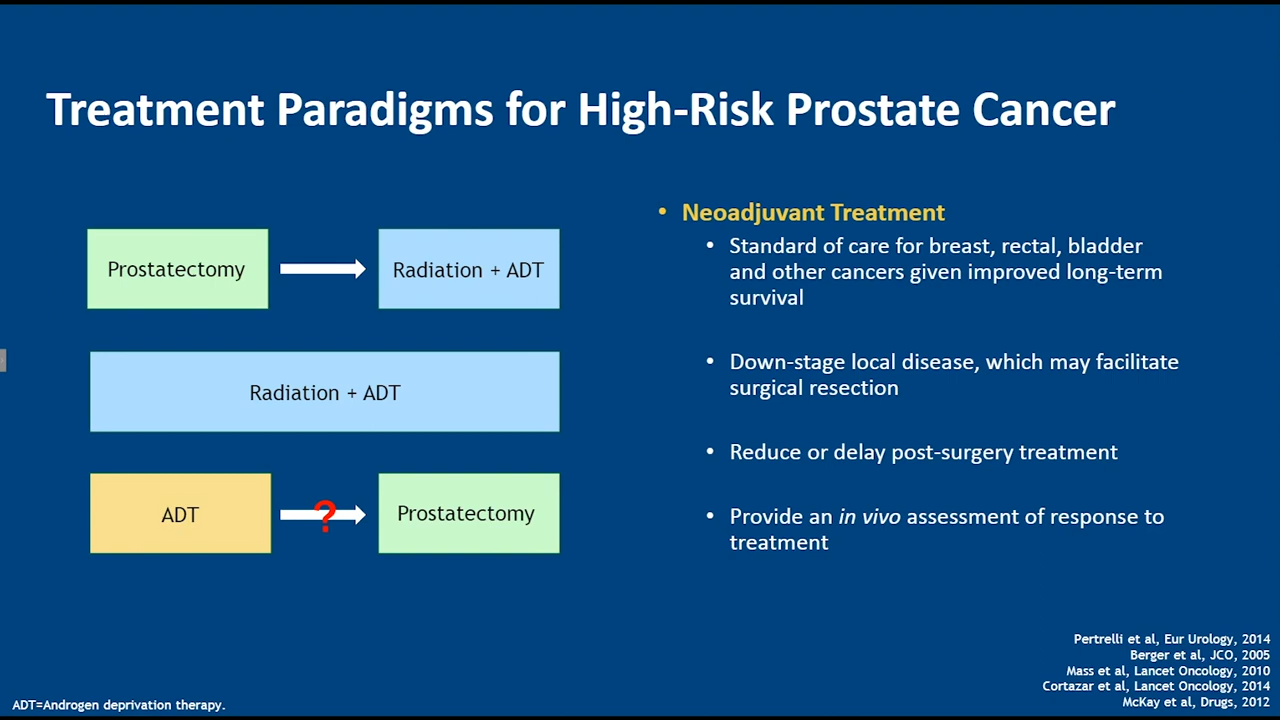 Treatment Paradigms for High-Risk Prostate Cancer
Prostatectomy
Radiation + ADT
Radiation + ADT
ADT
?
Prostatectomy
• Neoadjuvant Treatment
• Standard of care for breast, rectal, bladder
and other cancers given improved long-term
survival
• Down-stage local disease, which may facilitate
surgical resection
• Reduce or delay post-surgery treatment
• Provide an in vivo assessment of response to
treatment
Pertrelli et al, Eur Urology, 2014
Berger et al, JCO, 2005
Mass et al, Lancet Oncology, 2010
Cortazar et al, Lancet Oncology, 2014
McKay et al, Drugs, 2012
ADT=Androgen deprivation therapy.